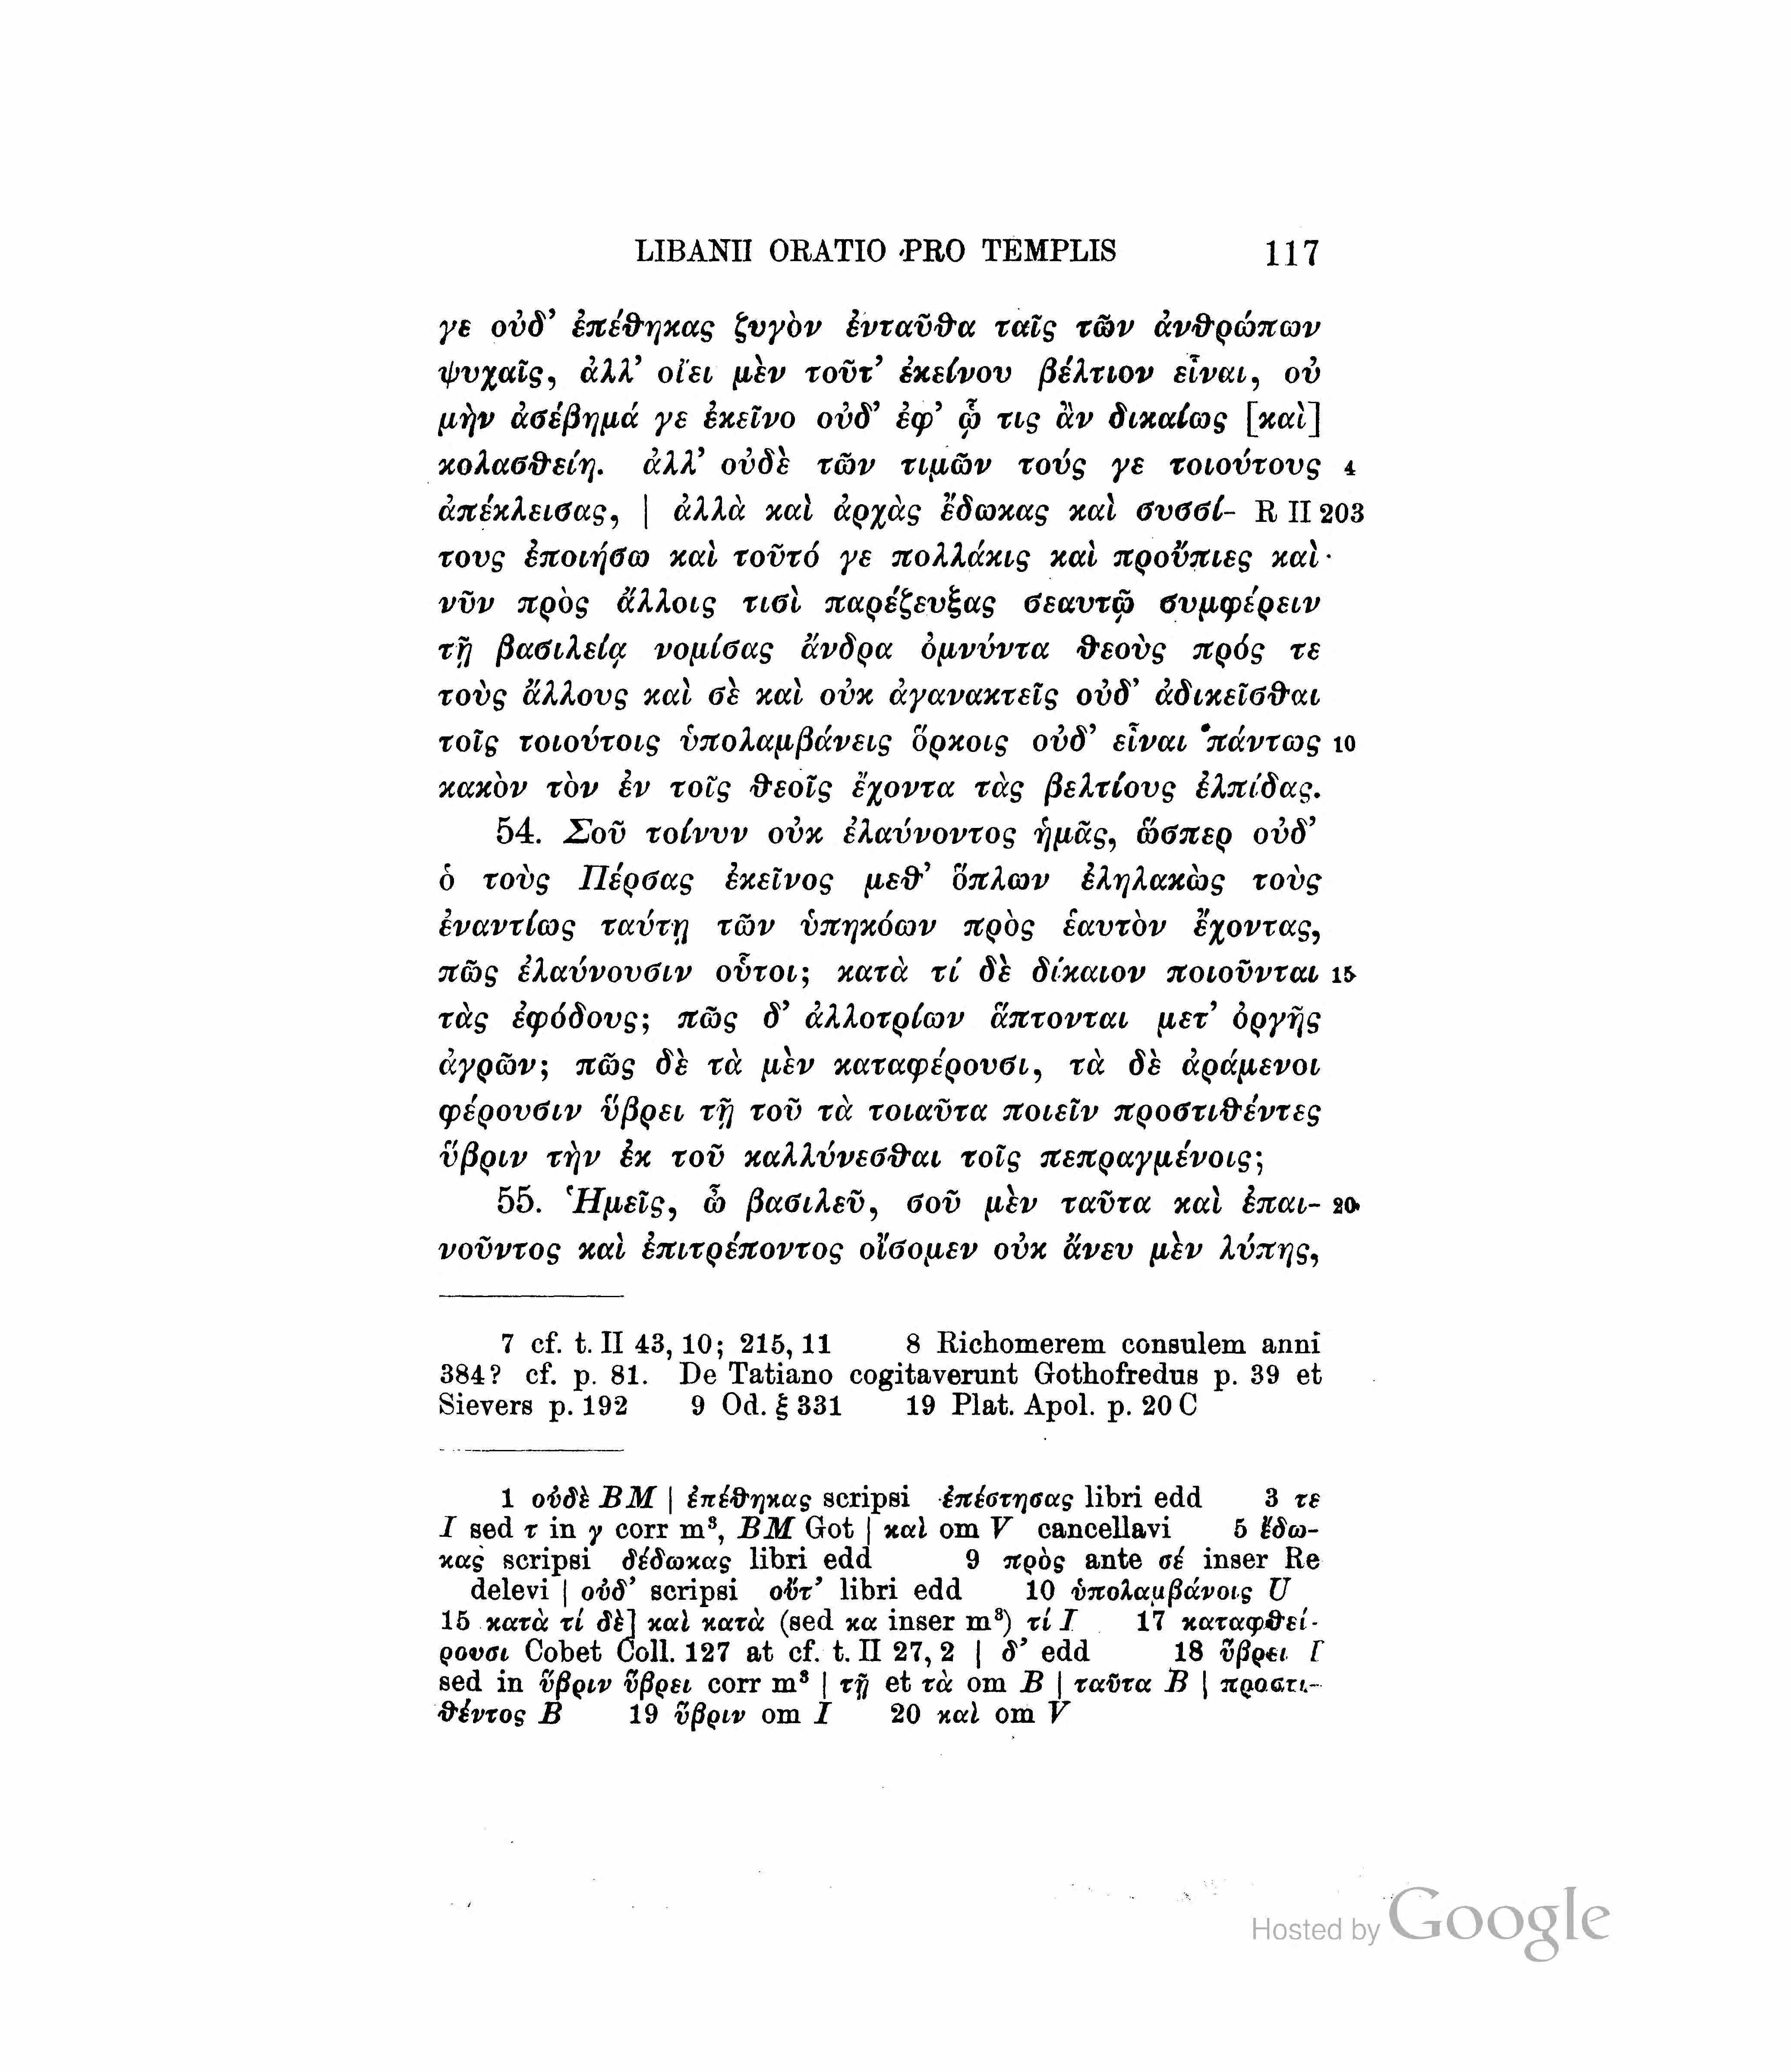 LIBANII ORATIO PRO TEMPLIS 117
γε οὐδ’ ἐπέθηκας ζυγὸν ἐνταῦθα ταῖς τῶν ἀνθρώπων
ψυχαῖς, ἀλλ’ οἴει μὲν τοῦτ’ ἐκείνου βέλτιον εἶναι, οὐ
μὴν ἀσέβημά γε ἐκεῖνο οὐδ’ ἐφ’ ᾧ τις ἂν δικαίως [καὶ]
κολασθείη. ἀλλ’ οὐδὲ τῶν τιμῶν τούς γε τοιούτους 4
ἀπέκλεισας, | ἀλλὰ καὶ ἀρχὰς ἔδωκας καὶ συσσί- R II 203
τους ἐποιήσω καὶ τοῦτό γε πολλάκις καὶ προὔπιες καὶ
νῦν πρὸς ἄλλοις τισὶ παρέζευξας σεαυτῷ συμφέρειν
τῇ βασιλείᾳ νομίσας ἄνδρα ὀμνύντα θεοὺς πρός τε
τοὺς ἄλλους καὶ σὲ καὶ οὐκ ἀγανακτεῖς οὐδ’ ἀδικεῖσθαι
τοῖς τοιούτοις ὑπολαμβάνεις ὅρκοις οὐδ’ εἶναι πάντως 10
κακὸν τὸν ἐν τοῖς θεοῖς ἔχοντα τὰς βελτίους ἐλπίδας.
54. Σοῦ τοίνυν οὐκ ἐλαύνοντος ἡμᾶς, ὥσπερ οὐδ’
ὁ τοὺς Πέρσας ἐκεῖνος μεθ’ ὅπλων ἐληλακὼς τοὺς
ἐναντίως ταύτῃ τῶν ὑπηκόων πρὸς ἑαυτὸν ἔχοντας,
πῶς ἐλαύνουσιν οὗτοι; κατὰ τί δὲ δίκαιον ποιοῦνται 15
τὰς ἐφόδους; πῶς δ’ ἀλλοτρίων ἅπτονται μετ’ ὀργῆς
ἀγρῶν; πῶς δὲ τὰ μὲν καταφέρουσι, τὰ δὲ ἀράμενοι
φέρουσιν ὕβρει τῇ τοῦ τὰ τοιαῦτα ποιεῖν προστιθέντες
ὕβριν τὴν ἐκ τοῦ καλλύνεσθαι τοῖς πεπραγμένοις;
55. Ἡμεῖς, ὦ βασιλεῦ, σοῦ μὲν ταῦτα καὶ ἐπαι- 20
νοῦντος καὶ ἐπιτρέποντος οἴσομεν οὐκ ἄνευ μὲν λύπης,
7 cf. t. II 43, 10; 215, 11 8 Richomerem consulem anni
384? cf. p. 81. De Tatiano cogitaverunt Gothofredus p. 39 et
Sievers p. 192 9 Od. ξ 331 19 Plat. Apol. p. 20 C
1 οὐδὲ BM | ἐπέθηκας scripsi ἐπέστησας libri edd 3 τε
I sed τ in γ corr m³, BM Got | καὶ om V cancellavi 5 ἔδω-
κας scripsi δέδωκας libri edd 9 πρὸς ante σέ inser Re
delevi | οὐδ’ scripsi οὔτ’ libri edd 10 ὑπολαμβάνοις U
15 κατὰ τί δὲ] καὶ κατὰ (sed κα inser m³) τί I 17 καταφθεί-
ρουσι Cobet Coll. 127 at cf. t. II 27, 2 | δ’ edd 18 ὕβρει I
sed in ὕβριν ὕβρει corr m³ | τῇ et τὰ om B | ταῦτα B | προστι-
θέντος B 19 ὕβριν om I 20 καὶ om V
Hosted by Google